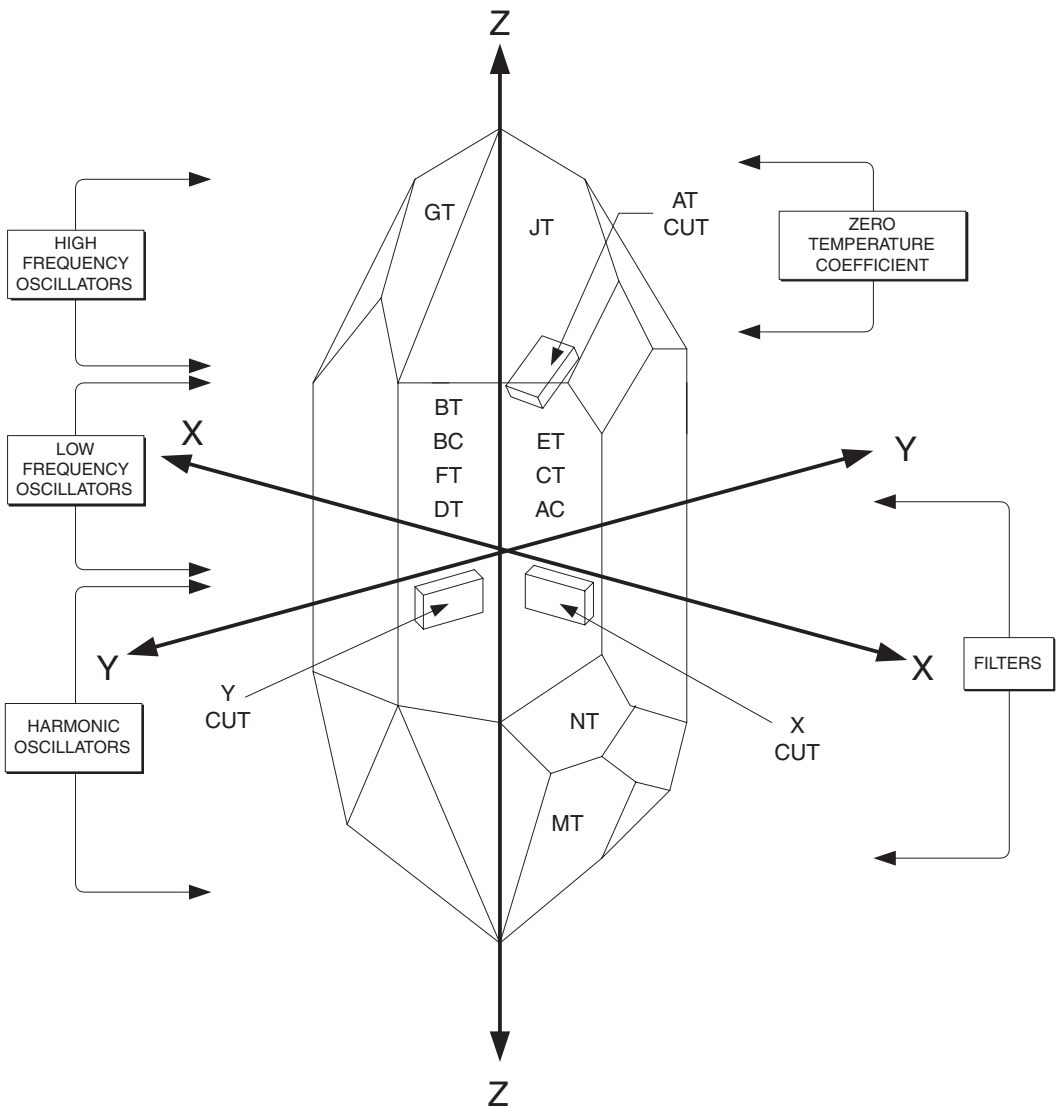 Z
GT
JT
AT
CUT
HIGH
FREQUENCY
OSCILLATORS
ZERO
TEMPERATURE
COEFFICIENT
BT
BC
FT
DT
ET
CT
AC
X
Y
LOW
FREQUENCY
OSCILLATORS
Y
X
FILTERS
Y
CUT
X
CUT
HARMONIC
OSCILLATORS
NT
MT
Z